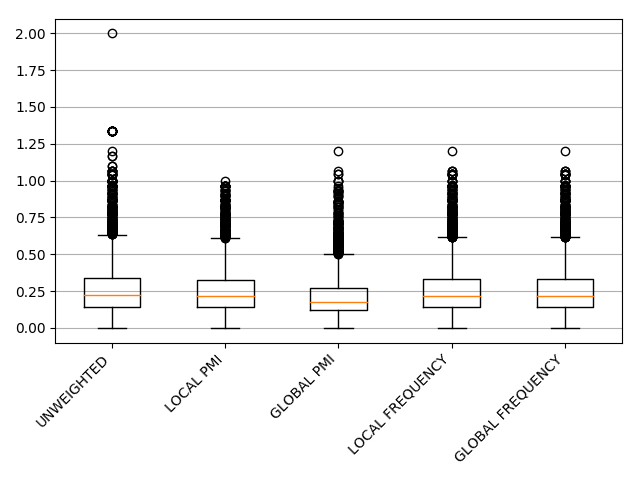 2.00
1.75
1.50
1.25
1.00
0.75
0.50
0.25
0.00
UNWEIGHTED
LOCAL PMI
GLOBAL PMI
LOCAL FREQUENCY
GLOBAL FREQUENCY